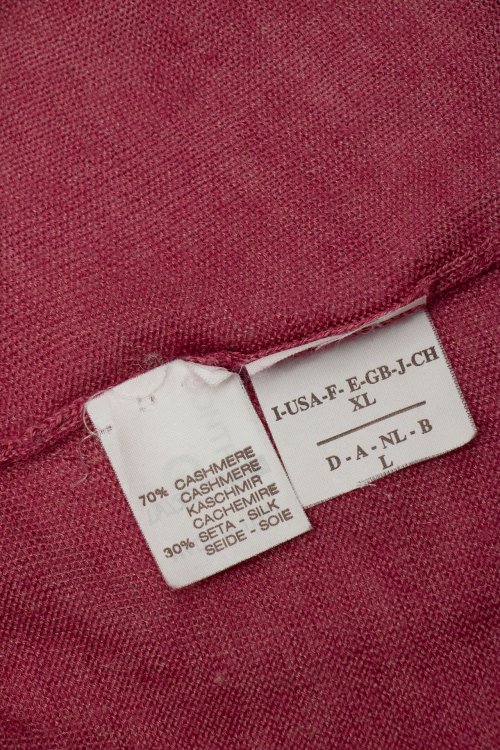 70% CASHMERE
CASHMERE
KASCHMIR
CACHEMIRE
30% SETA - SILK
SEIDE - SOIE
I-USA-F- E-GB-J-CH
XL
D - A - NL - B
L